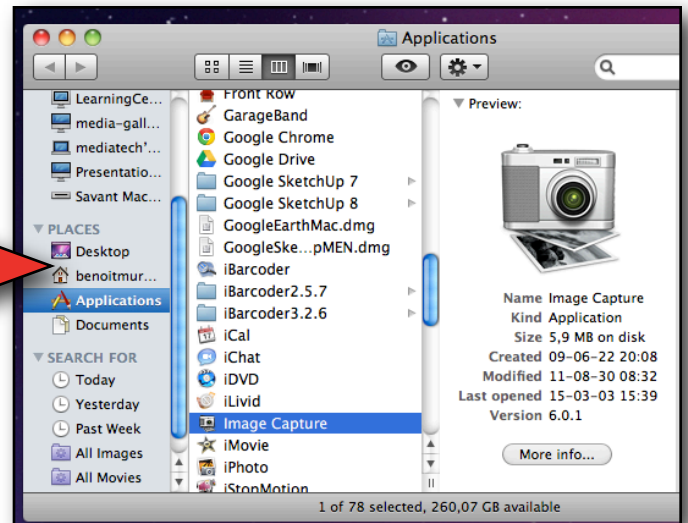 Applications
LearningCe...
media-gall...
mediatech'...
Presentatio...
Savant Mac...
PLACES
Desktop
benoitmur...
Applications
Documents
SEARCH FOR
Today
Yesterday
Past Week
All Images
All Movies
Front Row
GarageBand
Google Chrome
Google Drive
Google SketchUp 7
Google SketchUp 8
GoogleEarthMac.dmg
GoogleSke...pMEN.dmg
iBarcoder
iBarcoder2.5.7
iBarcoder3.2.6
iCal
iChat
iDVD
iLivid
Image Capture
iMovie
iPhoto
iStopMotion
Preview:
Name Image Capture
Kind Application
Size 5,9 MB on disk
Created 09-06-22 20:08
Modified 11-08-30 08:32
Last opened 15-03-03 15:39
Version 6.0.1
More info...
1 of 78 selected, 260,07 GB available